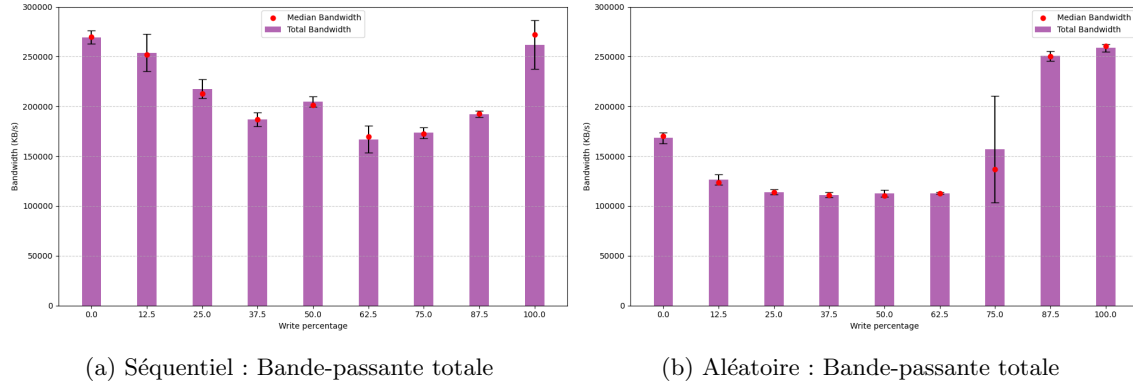 300000
250000
200000
150000
100000
50000
0
Bandwidth (KB/s)
Median Bandwidth
Total Bandwidth
0.0 12.5 25.0 37.5 50.0 62.5 75.0 87.5 100.0
Write percentage
(a) Séquentiel : Bande-passante totale
300000
250000
200000
150000
100000
50000
0
Bandwidth (KB/s)
Median Bandwidth
Total Bandwidth
0.0 12.5 25.0 37.5 50.0 62.5 75.0 87.5 100.0
Write percentage
(b) Aléatoire : Bande-passante totale